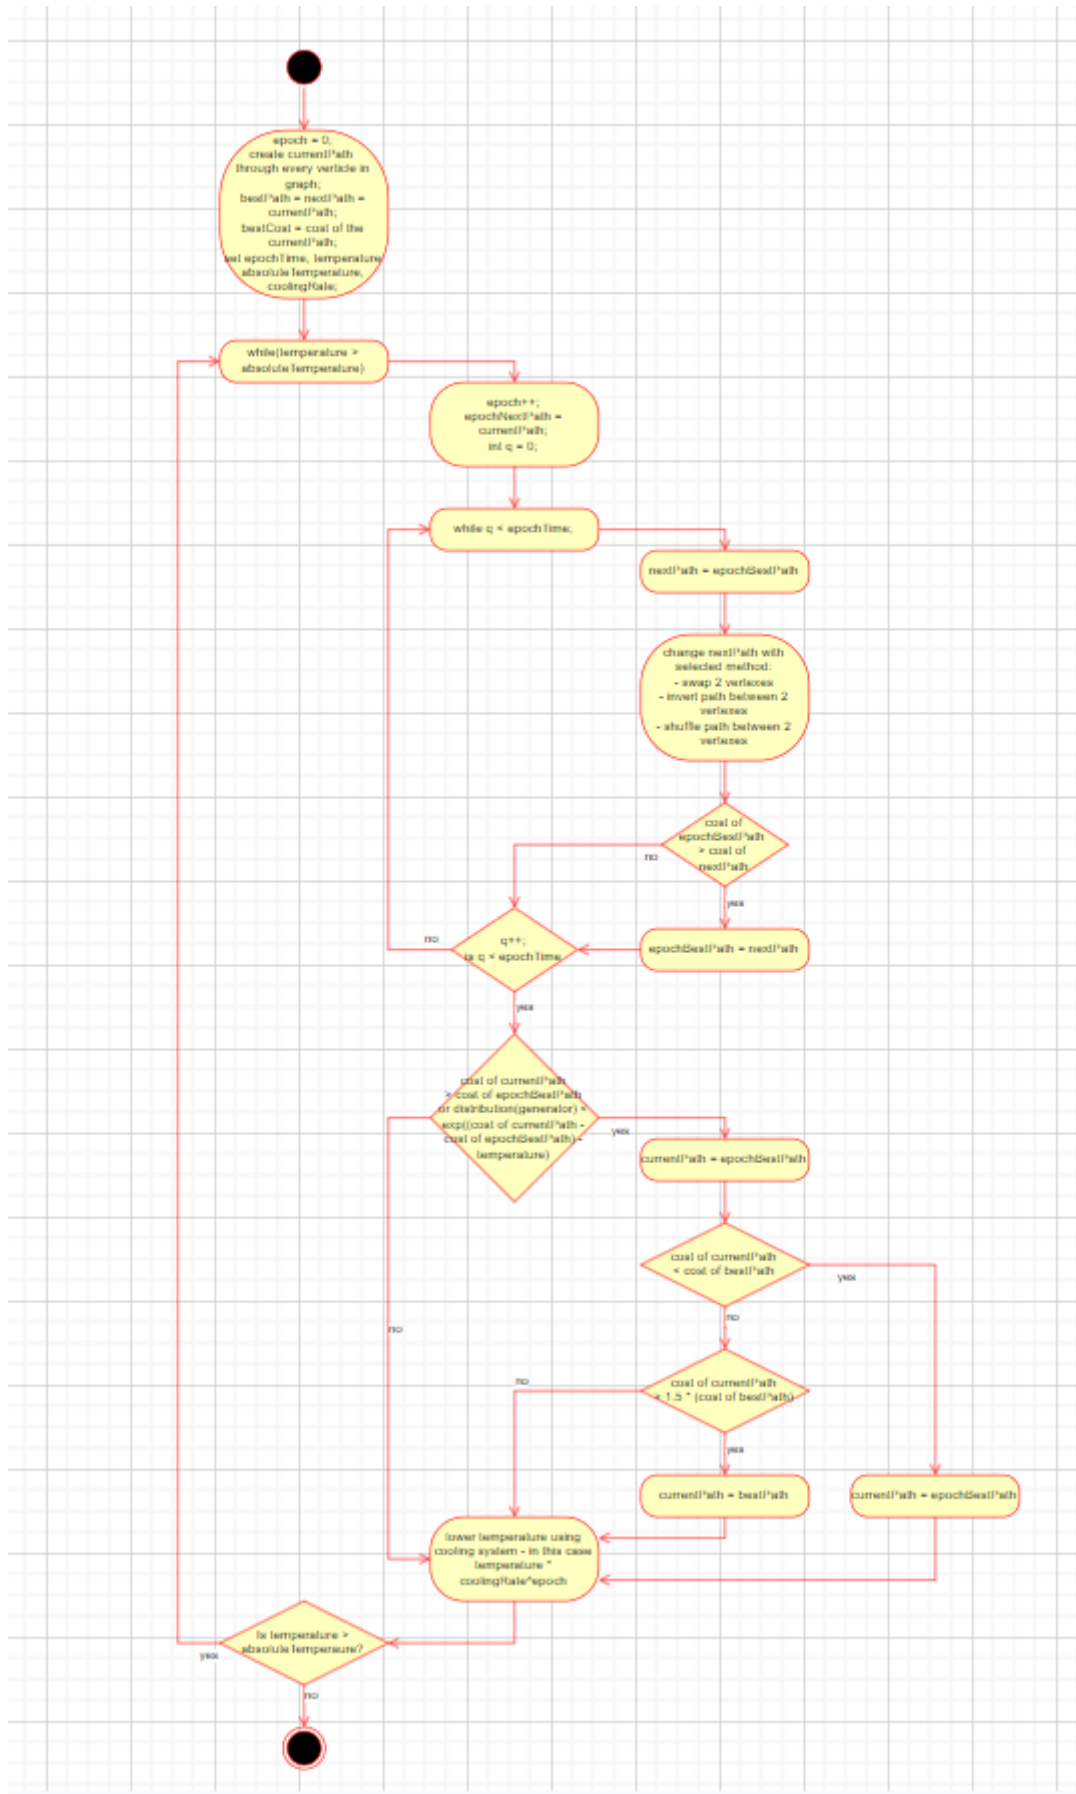 epoch = 0;
create currentPath
through every verticle in
graph;
bestPath = nextPath =
currentPath;
bestCost = cost of the
currentPath;
set epochTime, temperature
absolute temperature,
coolingRate;
while(temperature >
absoluteTemperature)
epoch++;
epochNextPath =
currentPath;
int q = 0;
while q < epochTime;
nextPath = epochBestPath
change nextPath with
selected method:
- swap 2 vertexes
- invert path between 2
vertexes
- shuffle path between 2
vertexes
cost of
epochBestPath
> cost of
nextPath
no
yes
epochBestPath = nextPath
q++;
is q < epochTime
no
yes
cost of currentPath
> cost of epochBestPath
or distribution(generator) <
exp((cost of currentPath -
cost of epochBestPath) -
temperature)
yes
no
currentPath = epochBestPath
cost of currentPath
< cost of bestPath
yes
no
cost of currentPath
> 1.5 * (cost of bestPath)
no
yes
currentPath = bestPath
currentPath = epochBestPath
lower temperature using
cooling system - in this case
temperature *
coolingRate^epoch
Is temperature >
absolute temperaure?
yes
no